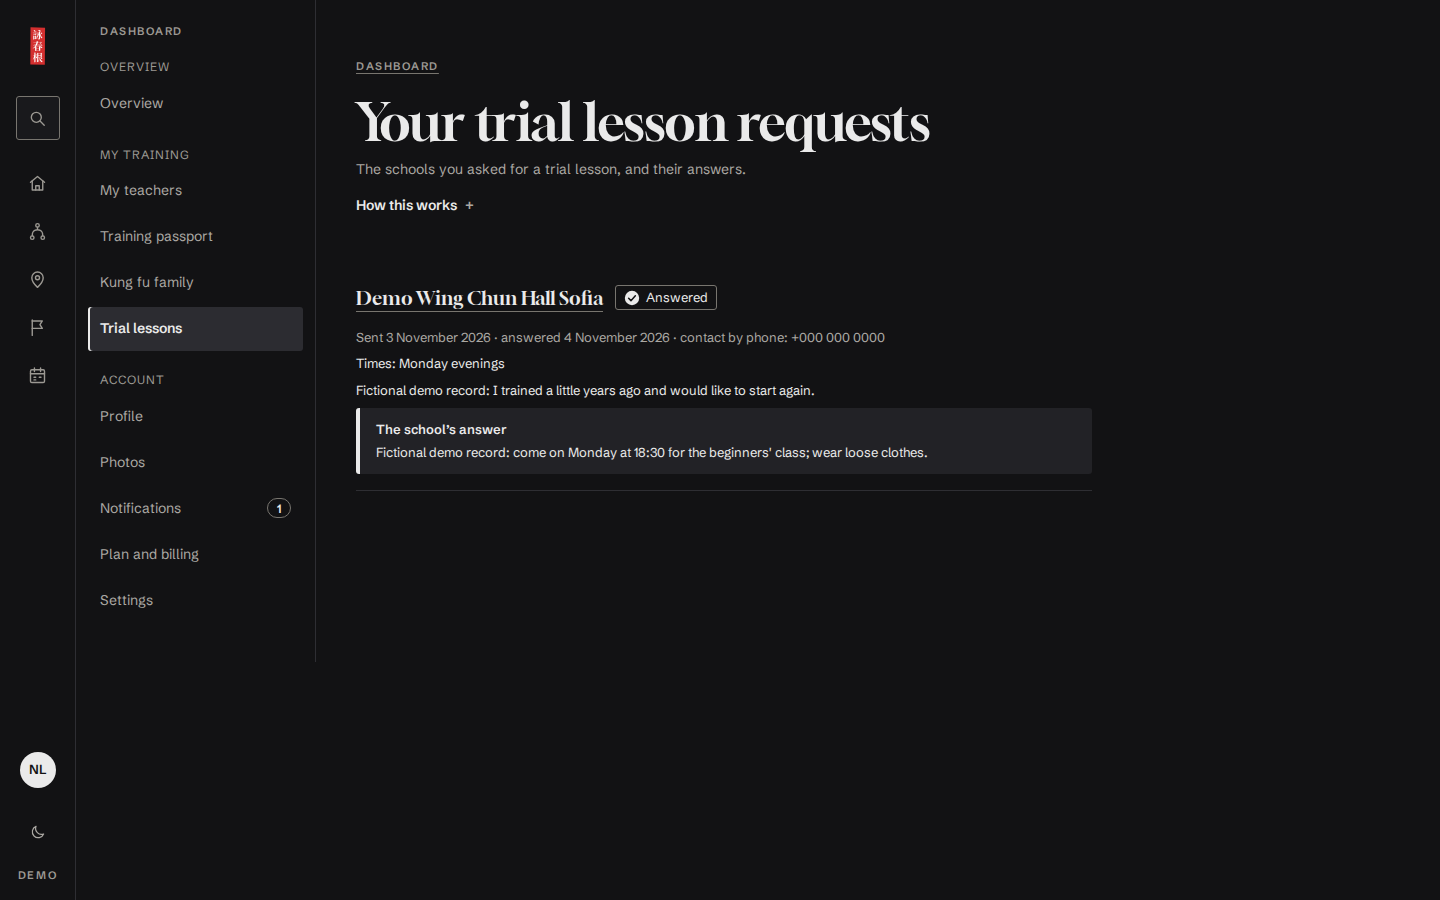 詠春根
DASHBOARD
OVERVIEW
Overview
MY TRAINING
My teachers
Training passport
Kung fu family
Trial lessons
ACCOUNT
Profile
Photos
Notifications 1
Plan and billing
Settings
NL
DEMO
DASHBOARD
Your trial lesson requests
The schools you asked for a trial lesson, and their answers.
How this works +
Demo Wing Chun Hall Sofia Answered
Sent 3 November 2026 · answered 4 November 2026 · contact by phone: +000 000 0000
Times: Monday evenings
Fictional demo record: I trained a little years ago and would like to start again.
The school’s answer
Fictional demo record: come on Monday at 18:30 for the beginners' class; wear loose clothes.